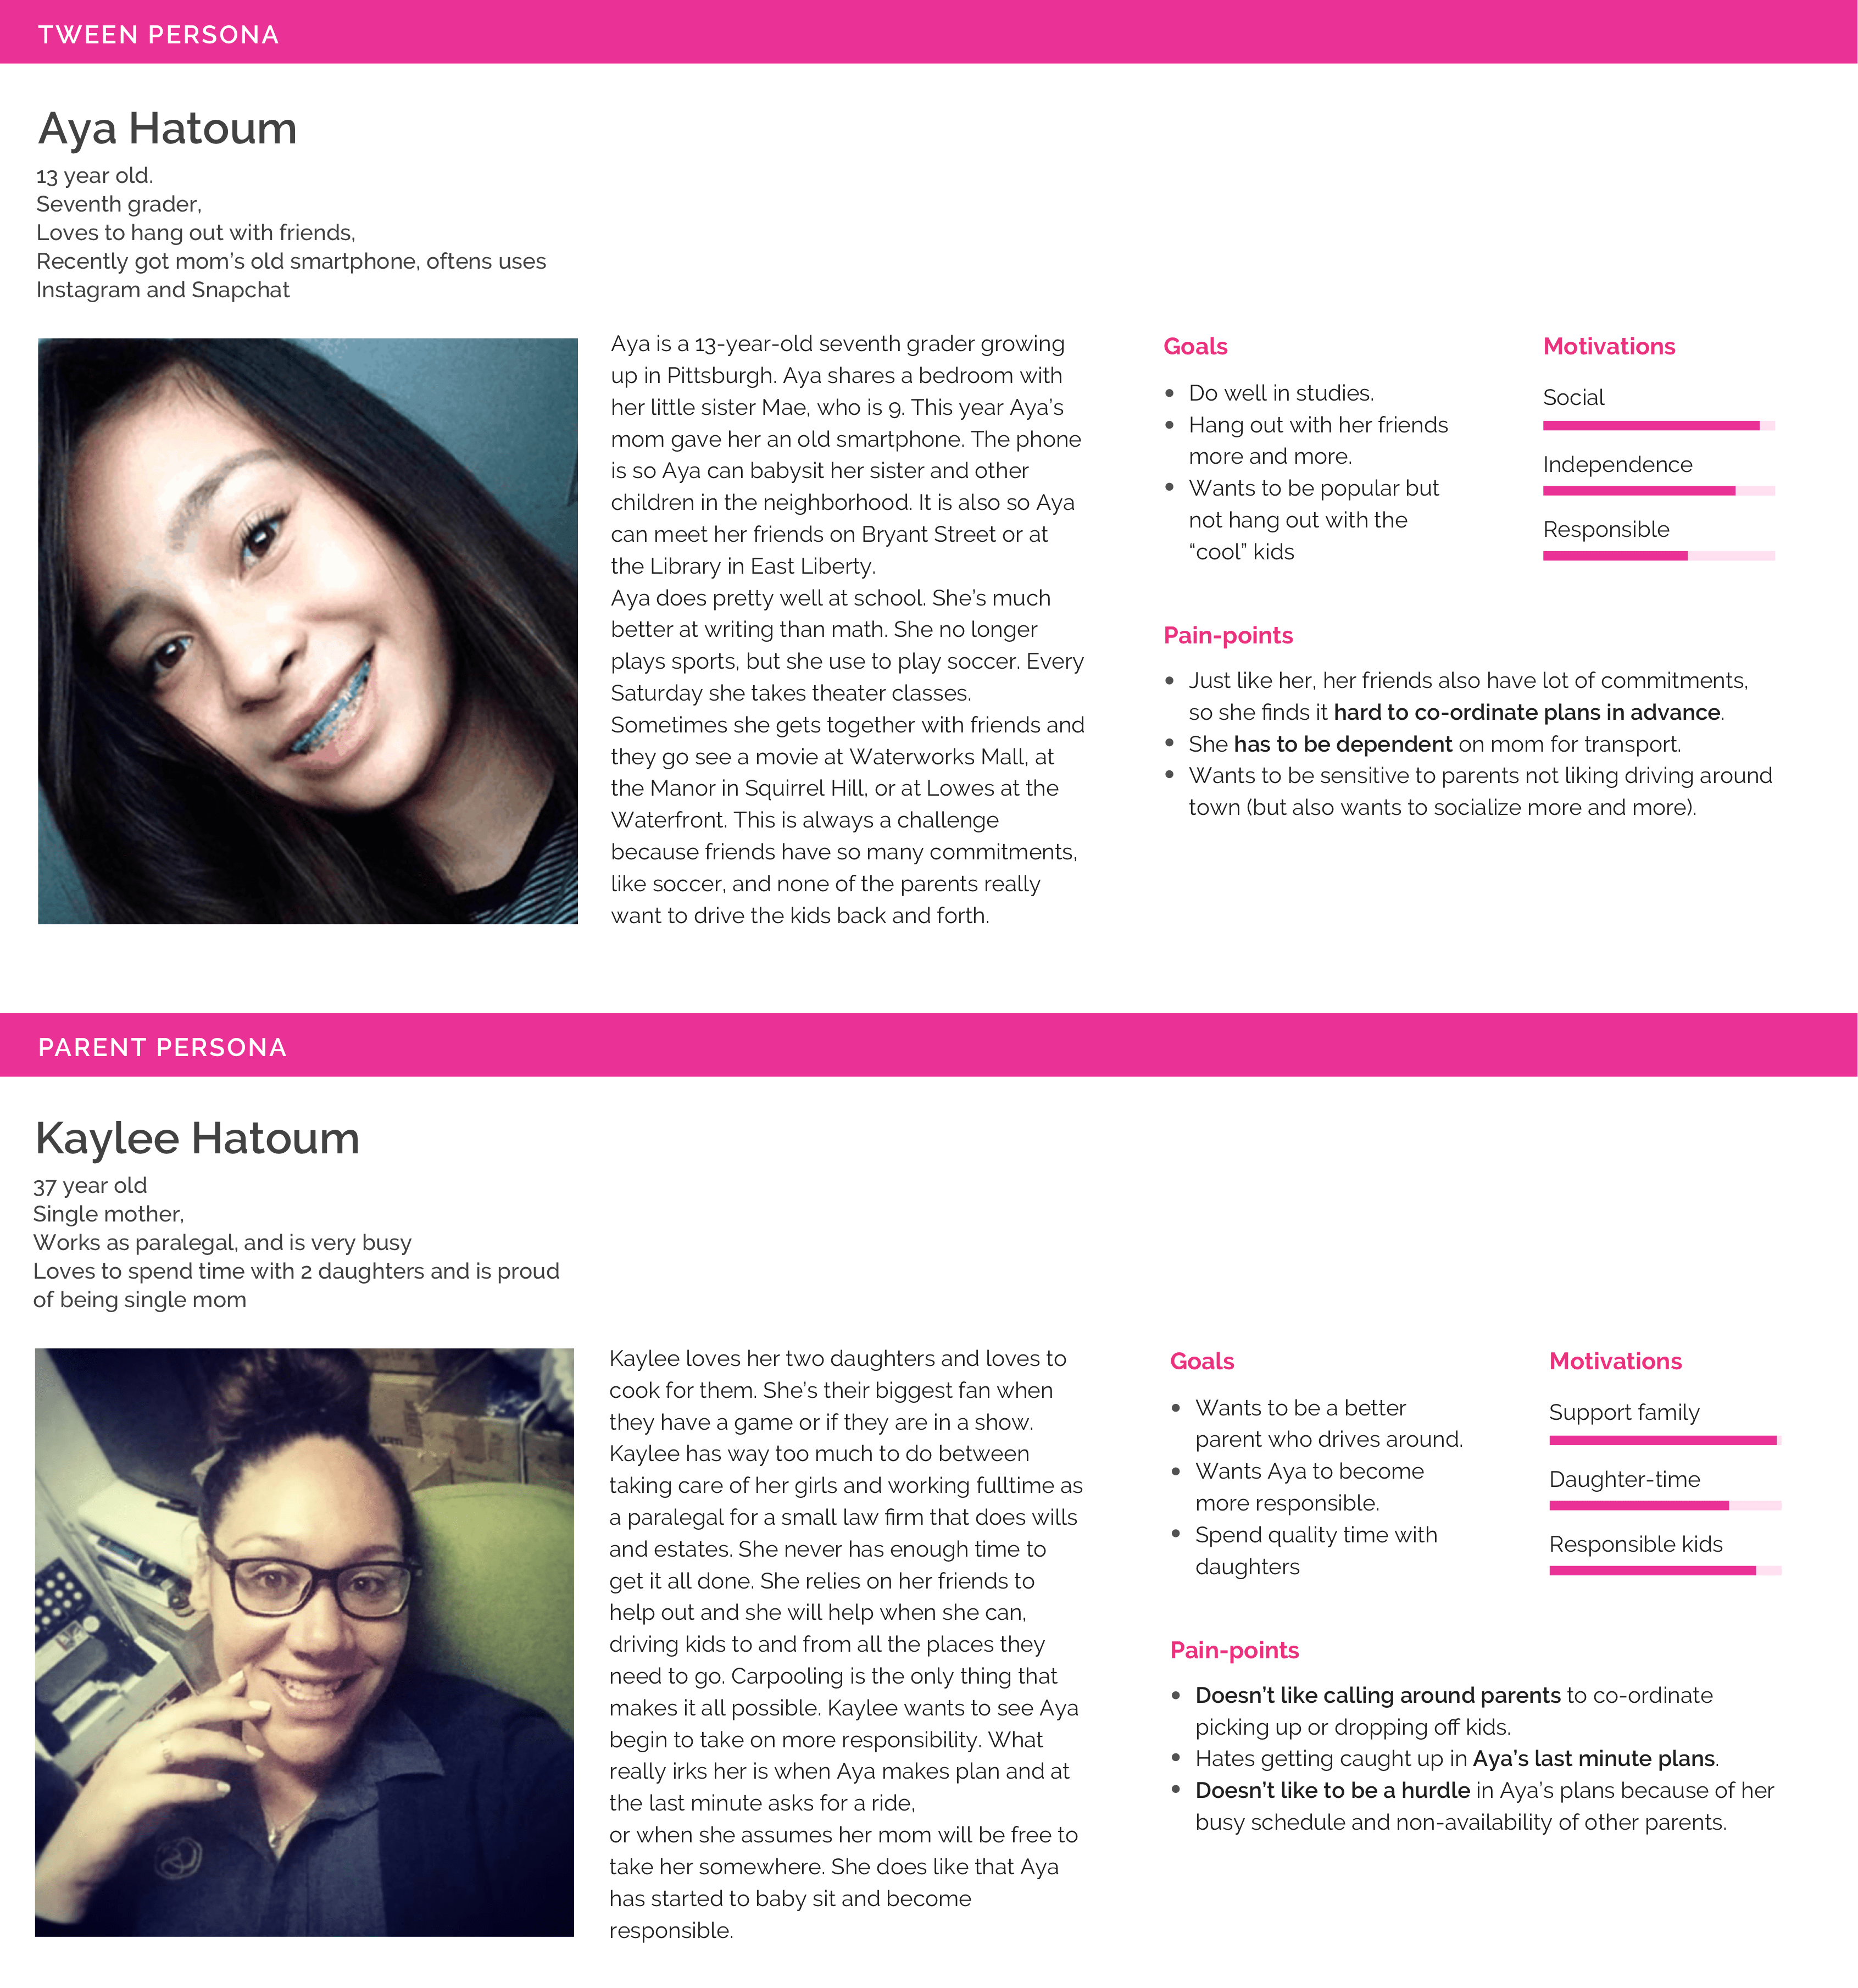 TWEEN PERSONA
Aya Hatoum
13 year old.
Seventh grader,
Loves to hang out with friends,
Recently got mom's old smartphone, oftens uses
Instagram and Snapchat
Aya is a 13-year-old seventh grader growing
up in Pittsburgh. Aya shares a bedroom with
her little sister Mae, who is 9. This year Aya's
mom gave her an old smartphone. The phone
is so Aya can babysit her sister and other
children in the neighborhood. It is also so Aya
can meet her friends on Bryant Street or at
the Library in East Liberty.
Aya does pretty well at school. She's much
better at writing than math. She no longer
plays sports, but she use to play soccer. Every
Saturday she takes theater classes.
Sometimes she gets together with friends and
they go see a movie at Waterworks Mall, at
the Manor in Squirrel Hill, or at Lowes at the
Waterfront. This is always a challenge
because friends have so many commitments,
like soccer, and none of the parents really
want to drive the kids back and forth.
Goals
• Do well in studies.
• Hang out with her friends
more and more.
• Wants to be popular but
not hang out with the
“cool” kids
Motivations
Social
Independence
Responsible
Pain-points
• Just like her, her friends also have lot of commitments,
so she finds it hard to co-ordinate plans in advance.
• She has to be dependent on mom for transport.
• Wants to be sensitive to parents not liking driving around
town (but also wants to socialize more and more).
PARENT PERSONA
Kaylee Hatoum
37 year old
Single mother,
Works as paralegal, and is very busy
Loves to spend time with 2 daughters and is proud
of being single mom
Kaylee loves her two daughters and loves to
cook for them. She's their biggest fan when
they have a game or if they are in a show.
Kaylee has way too much to do between
taking care of her girls and working fulltime as
a paralegal for a small law firm that does wills
and estates. She never has enough time to
get it all done. She relies on her friends to
help out and she will help when she can,
driving kids to and from all the places they
need to go. Carpooling is the only thing that
makes it all possible. Kaylee wants to see Aya
begin to take on more responsibility. What
really irks her is when Aya makes plan and at
the last minute asks for a ride,
or when she assumes her mom will be free to
take her somewhere. She does like that Aya
has started to baby sit and become
responsible.
Goals
• Wants to be a better
parent who drives around.
• Wants Aya to become
more responsible.
• Spend quality time with
daughters
Motivations
Support family
Daughter-time
Responsible kids
Pain-points
• Doesn't like calling around parents to co-ordinate
picking up or dropping off kids.
• Hates getting caught up in Aya's last minute plans.
• Doesn't like to be a hurdle in Aya's plans because of her
busy schedule and non-availability of other parents.